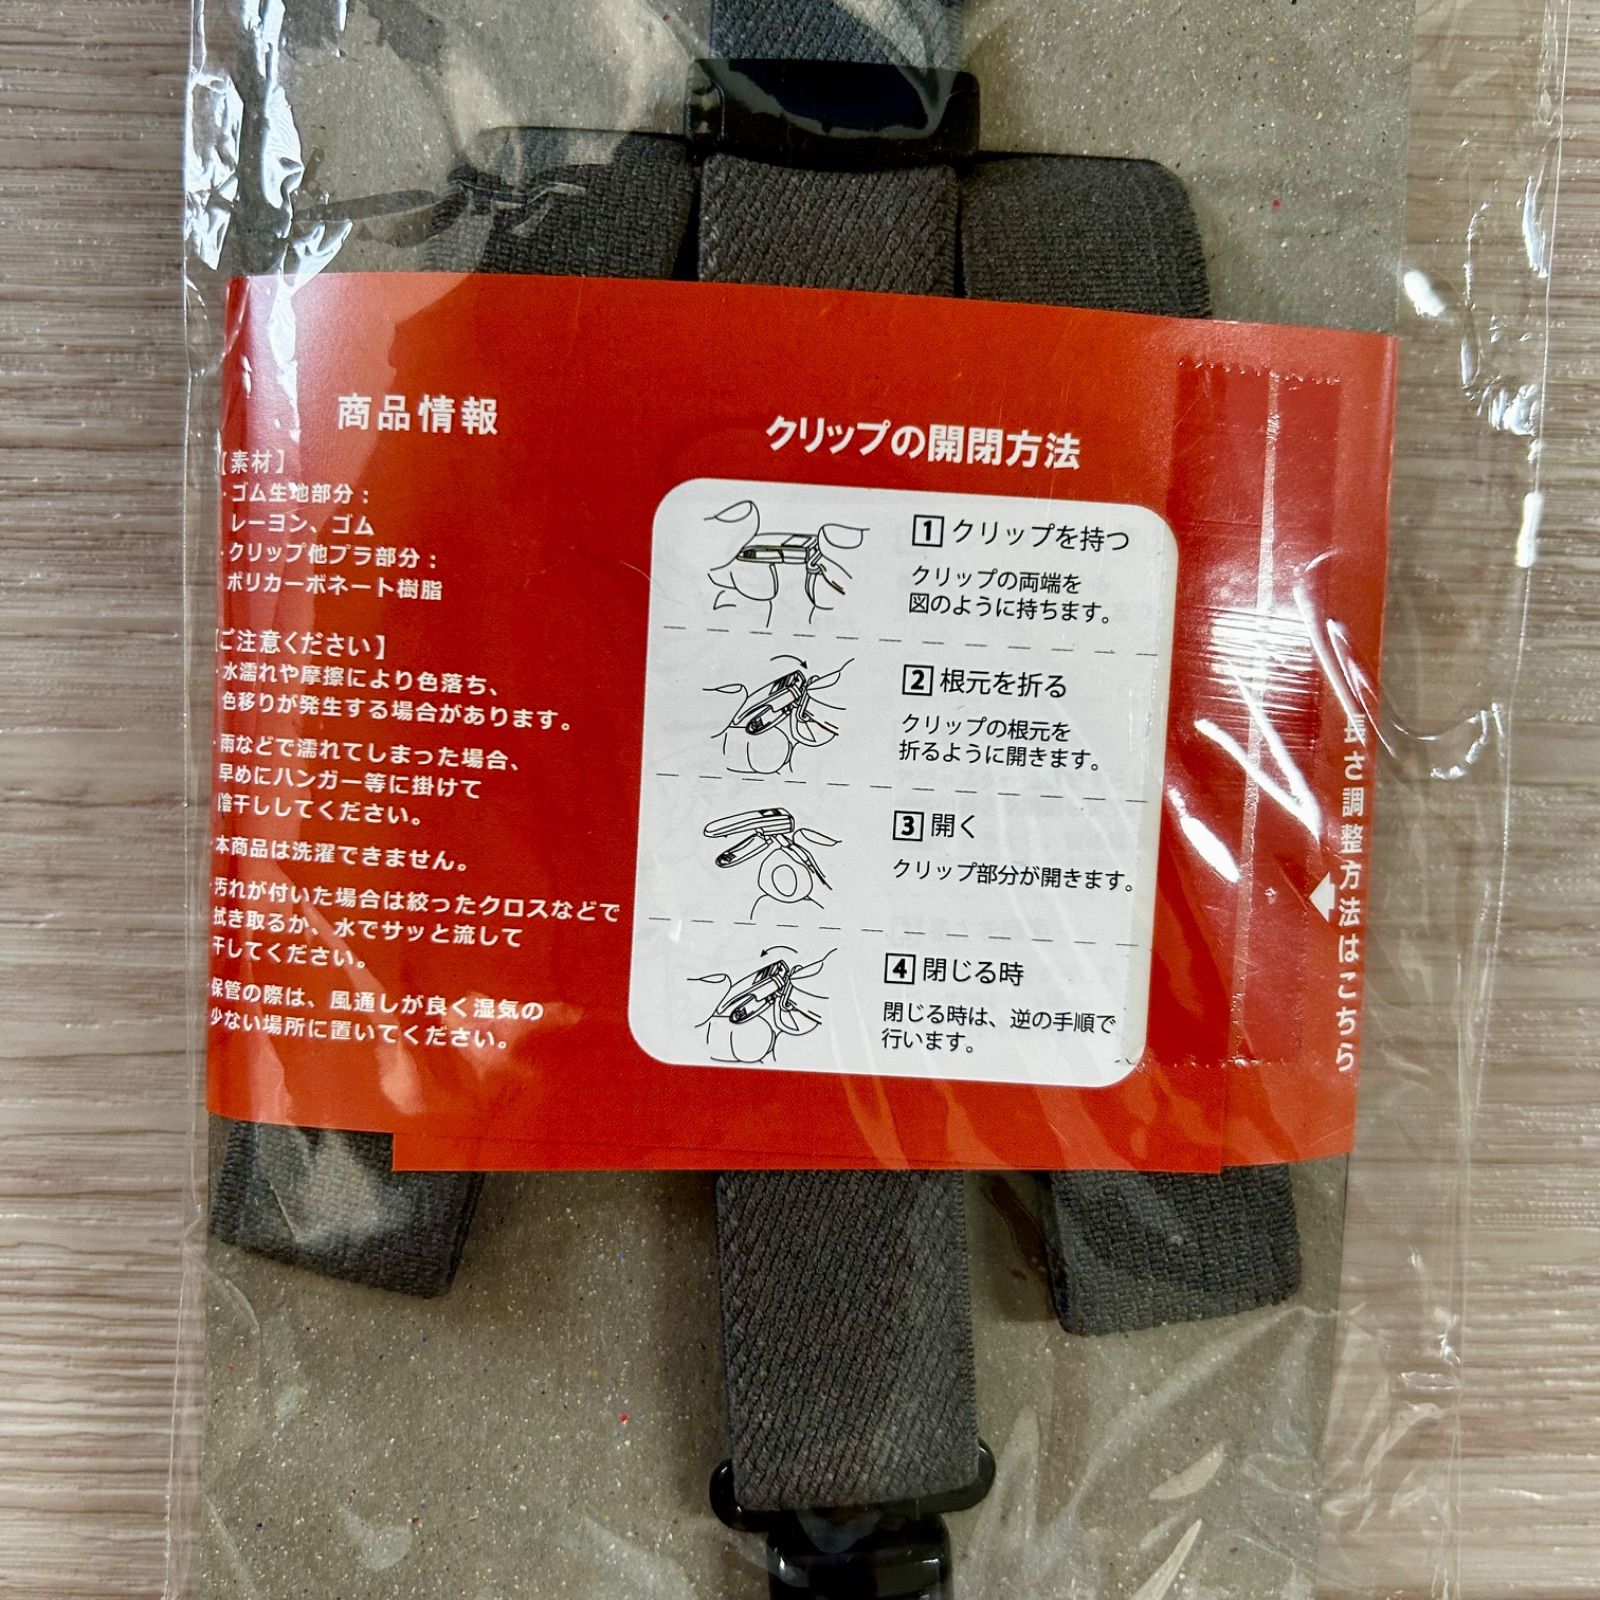 商品情報
【素材】
・ゴム生地部分：
レーヨン、ゴム
・クリップ他プラ部分：
ポリカーボネート樹脂
【ご注意ください】
・水濡れや摩擦により色落ち、
色移りが発生する場合があります。
・雨などで濡れてしまった場合、
早めにハンガー等に掛けて
陰干ししてください。
・本商品は洗濯できません。
・汚れが付いた場合は絞ったクロスなどで
拭き取るか、水でサッと流して
干してください。
・保管の際は、風通しが良く湿気の
少ない場所に置いてください。
クリップの開閉方法
1 クリップを持つ
クリップの両端を
図のように持ちます。
2 根元を折る
クリップの根元を
折るように開きます。
3 開く
クリップ部分が開きます。
4 閉じる時
閉じる時は、逆の手順で
行います。
長さ調整方法はこちら